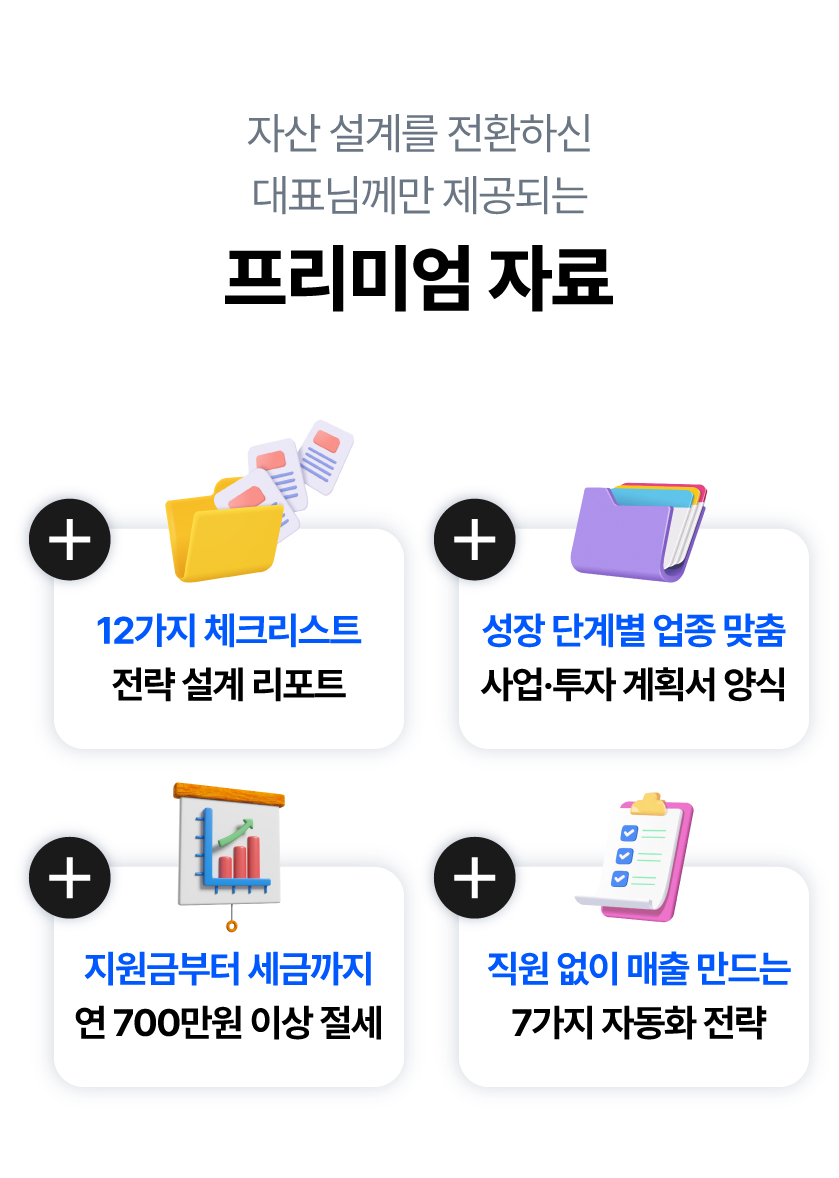 자산 설계를 전환하신
대표님께만 제공되는
프리미엄 자료
12가지 체크리스트
전략 설계 리포트
성장 단계별 업종 맞춤
사업·투자 계획서 양식
지원금부터 세금까지
연 700만원 이상 절세
직원 없이 매출 만드는
7가지 자동화 전략